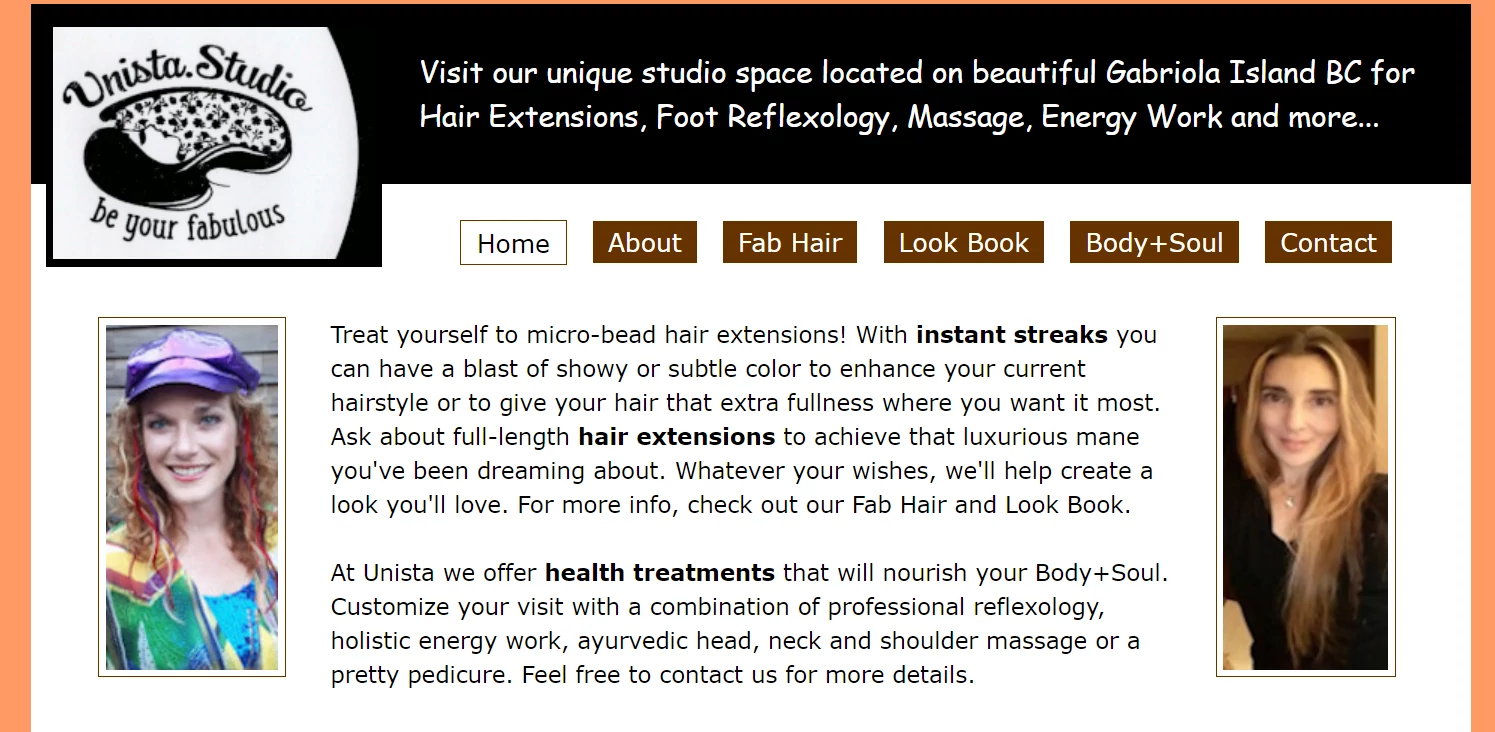 Unista.Studio
be your fabulous
Visit our unique studio space located on beautiful Gabriola Island BC for
Hair Extensions, Foot Reflexology, Massage, Energy Work and more...
Home About Fab Hair Look Book Body+Soul Contact
Treat yourself to micro-bead hair extensions! With instant streaks you
can have a blast of showy or subtle color to enhance your current
hairstyle or to give your hair that extra fullness where you want it most.
Ask about full-length hair extensions to achieve that luxurious mane
you've been dreaming about. Whatever your wishes, we'll help create a
look you'll love. For more info, check out our Fab Hair and Look Book.
At Unista we offer health treatments that will nourish your Body+Soul.
Customize your visit with a combination of professional reflexology,
holistic energy work, ayurvedic head, neck and shoulder massage or a
pretty pedicure. Feel free to contact us for more details.